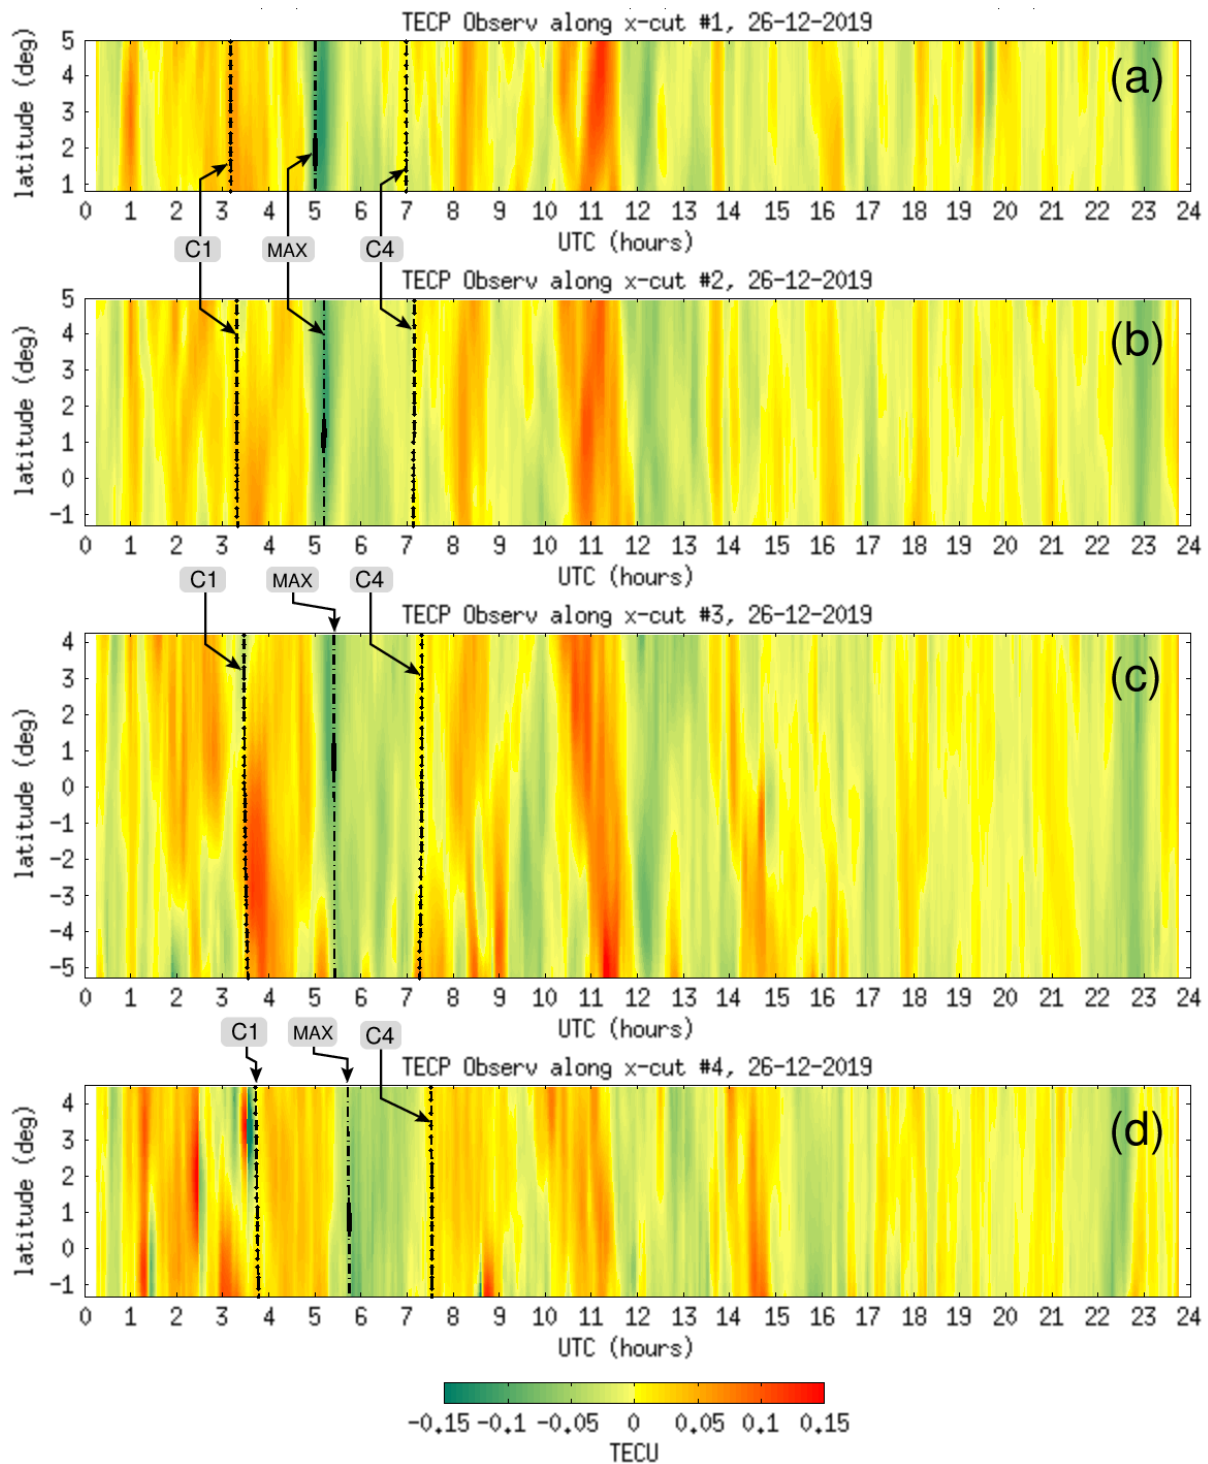 TECP Observ along x-cut #1, 26-12-2019
(a)
latitude (deg)
5
4
3
2
1
0 1 2 3 4 5 6 7 8 9 10 11 12 13 14 15 16 17 18 19 20 21 22 23 24
UTC (hours)
C1 MAX C4
TECP Observ along x-cut #2, 26-12-2019
(b)
latitude (deg)
5
4
3
2
1
0
-1
0 1 2 3 4 5 6 7 8 9 10 11 12 13 14 15 16 17 18 19 20 21 22 23 24
UTC (hours)
C1 MAX C4
TECP Observ along x-cut #3, 26-12-2019
(c)
latitude (deg)
4
3
2
1
0
-1
-2
-3
-4
-5
0 1 2 3 4 5 6 7 8 9 10 11 12 13 14 15 16 17 18 19 20 21 22 23 24
UTC (hours)
C1 MAX C4
TECP Observ along x-cut #4, 26-12-2019
(d)
latitude (deg)
4
3
2
1
0
-1
0 1 2 3 4 5 6 7 8 9 10 11 12 13 14 15 16 17 18 19 20 21 22 23 24
UTC (hours)
-0.15 -0.1 -0.05 0 0.05 0.1 0.15
TECU